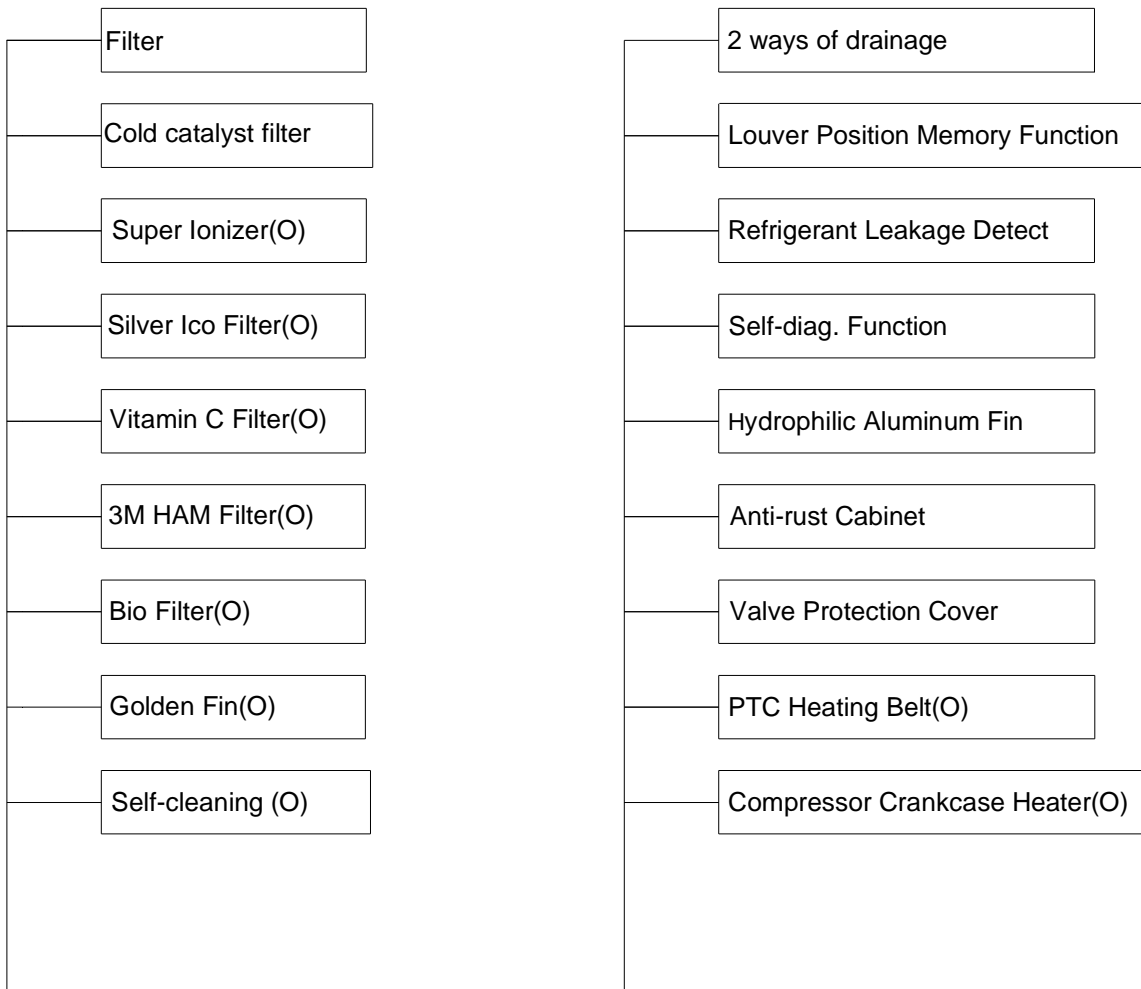 Filter
Cold catalyst filter
Super Ionizer(O)
Silver Ico Filter(O)
Vitamin C Filter(O)
3M HAM Filter(O)
Bio Filter(O)
Golden Fin(O)
Self-cleaning (O)
2 ways of drainage
Louver Position Memory Function
Refrigerant Leakage Detect
Self-diag. Function
Hydrophilic Aluminum Fin
Anti-rust Cabinet
Valve Protection Cover
PTC Heating Belt(O)
Compressor Crankcase Heater(O)